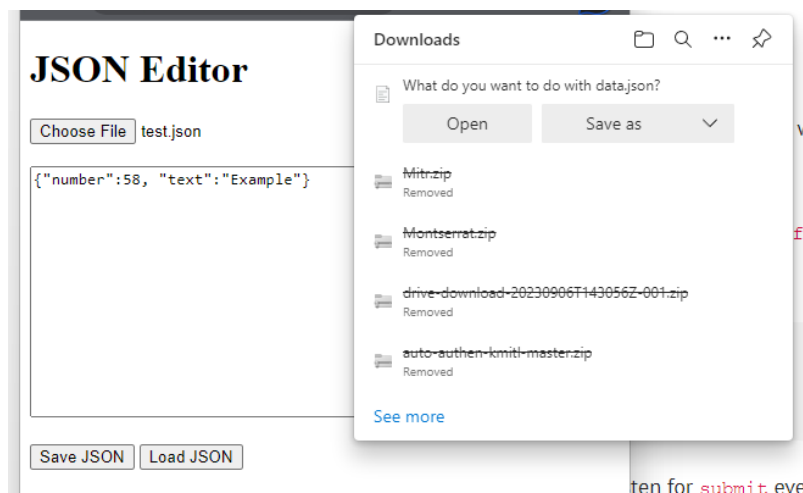 JSON Editor
Choose File test.json
{"number":58, "text":"Example"}
Save JSON Load JSON
Downloads
What do you want to do with data.json?
Open Save as
Mitr.zip
Removed
Montserrat.zip
Removed
drive-download-20230906T143056Z-001.zip
Removed
auto-authen-kmitl-master.zip
Removed
See more
ten for submit eve